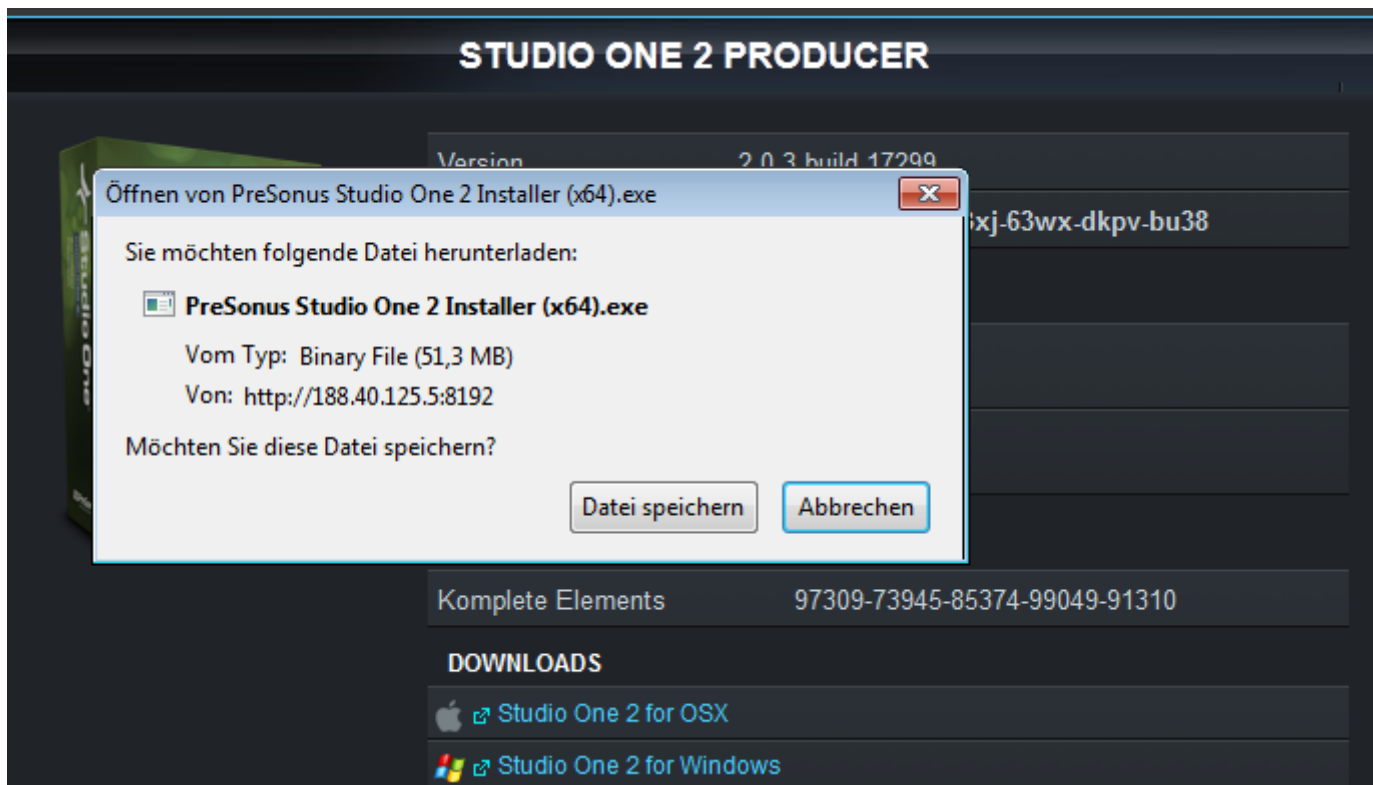 STUDIO ONE 2 PRODUCER
Version 2.0.3 build 17299
Öffnen von PreSonus Studio One 2 Installer (x64).exe
xj-63wx-dkpv-bu38
Sie möchten folgende Datei herunterladen:
PreSonus Studio One 2 Installer (x64).exe
Vom Typ: Binary File (51,3 MB)
Von: http://188.40.125.5:8192
Möchten Sie diese Datei speichern?
Datei speichern Abbrechen
Studio One
Komplete Elements 97309-73945-85374-99049-91310
DOWNLOADS
Studio One 2 for OSX
Studio One 2 for Windows